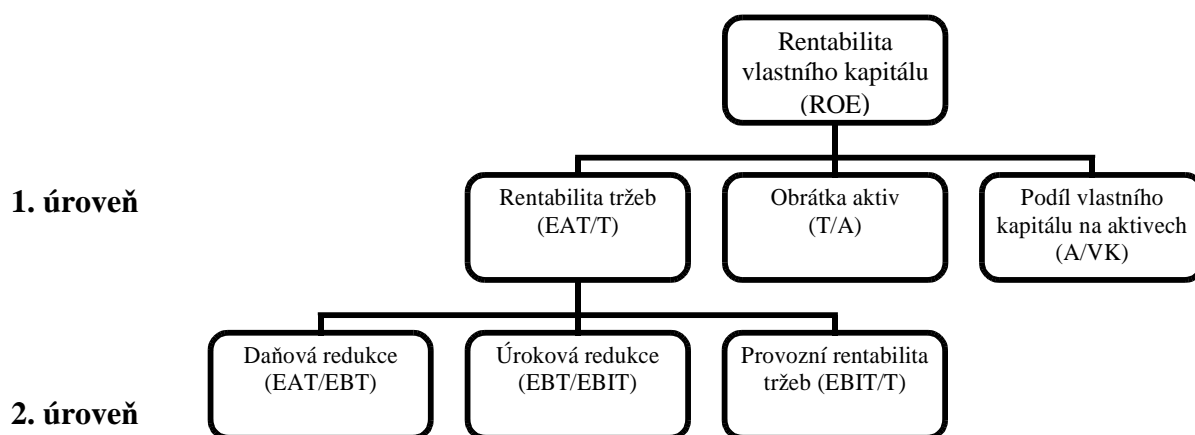 Rentabilita
vlastního kapitálu
(ROE)
1. úroveň
Rentabilita tržeb
(EAT/T)
Obrátka aktiv
(T/A)
Podíl vlastního
kapitálu na aktivech
(A/VK)
2. úroveň
Daňová redukce
(EAT/EBT)
Úroková redukce
(EBT/EBIT)
Provozní rentabilita
tržeb (EBIT/T)